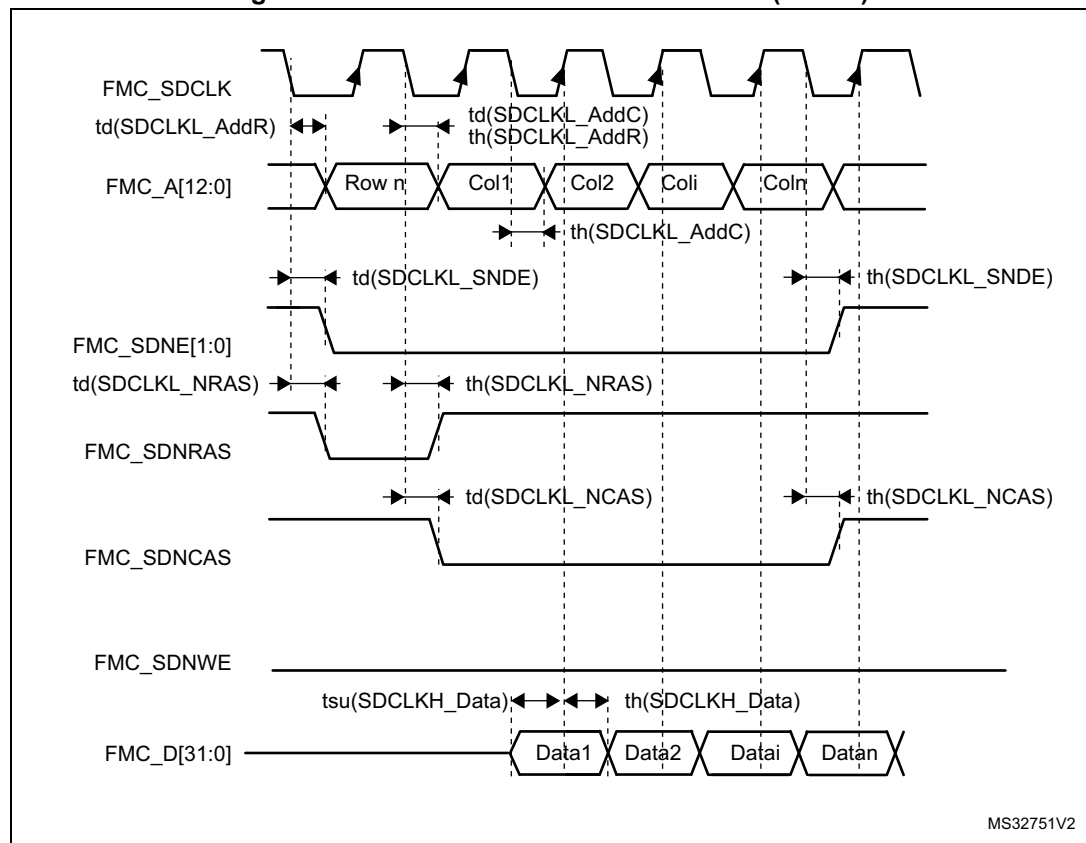 FMC_SDCLK
td(SDCLKL_AddR)
td(SDCLKL_AddC)
th(SDCLKL_AddR)
FMC_A[12:0]
Row n
Col1
Col2
Coli
Coln
th(SDCLKL_AddC)
td(SDCLKL_SNDE)
th(SDCLKL_SNDE)
FMC_SDNE[1:0]
td(SDCLKL_NRAS)
th(SDCLKL_NRAS)
FMC_SDNRAS
td(SDCLKL_NCAS)
th(SDCLKL_NCAS)
FMC_SDNCAS
FMC_SDNWE
tsu(SDCLKH_Data)
th(SDCLKH_Data)
FMC_D[31:0]
Data1
Data2
Datai
Datan
MS32751V2